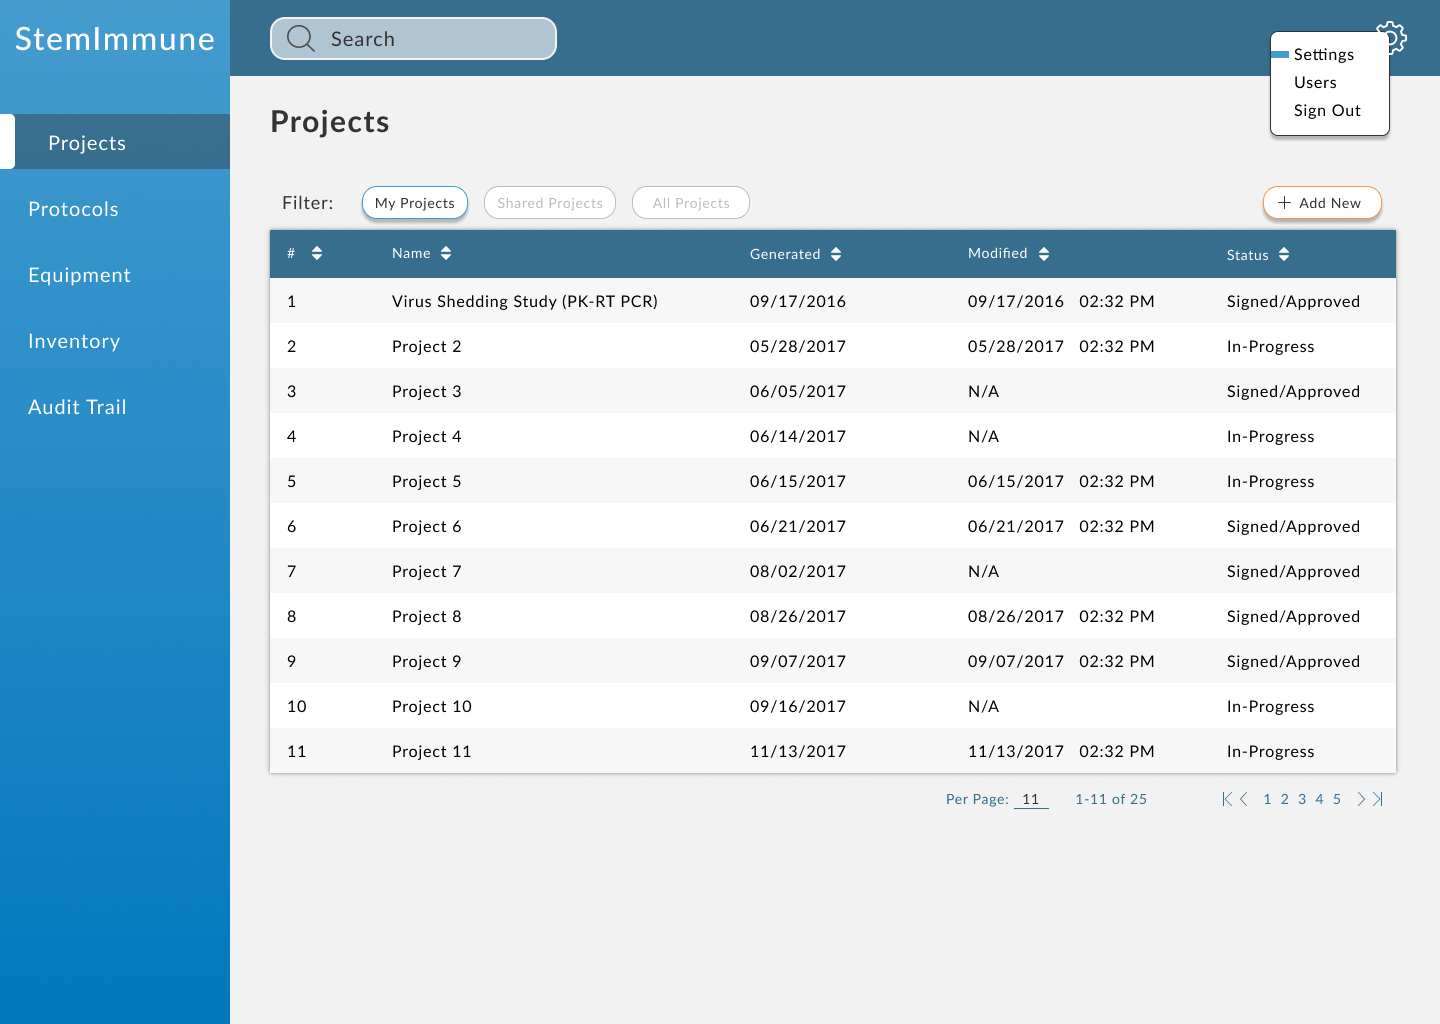 StemImmune
Search
Settings
Users
Sign Out
Projects
Protocols
Equipment
Inventory
Audit Trail
Projects
Filter: My Projects Shared Projects All Projects + Add New
# Name Generated Modified Status
1 Virus Shedding Study (PK-RT PCR) 09/17/2016 09/17/2016 02:32 PM Signed/Approved
2 Project 2 05/28/2017 05/28/2017 02:32 PM In-Progress
3 Project 3 06/05/2017 N/A Signed/Approved
4 Project 4 06/14/2017 N/A In-Progress
5 Project 5 06/15/2017 06/15/2017 02:32 PM In-Progress
6 Project 6 06/21/2017 06/21/2017 02:32 PM Signed/Approved
7 Project 7 08/02/2017 N/A Signed/Approved
8 Project 8 08/26/2017 08/26/2017 02:32 PM Signed/Approved
9 Project 9 09/07/2017 09/07/2017 02:32 PM Signed/Approved
10 Project 10 09/16/2017 N/A In-Progress
11 Project 11 11/13/2017 11/13/2017 02:32 PM In-Progress
Per Page: 11 1-11 of 25 1 2 3 4 5